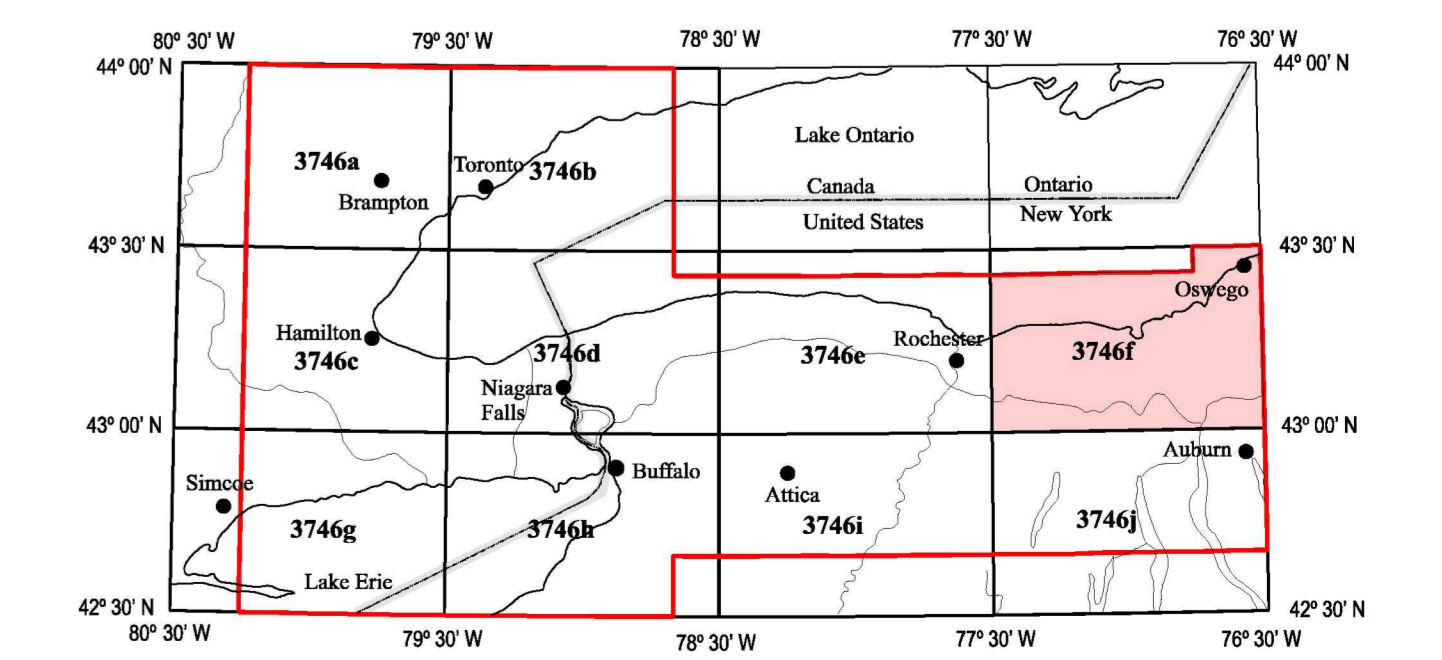 80º 30' W 79º 30' W 78º 30' W 77º 30' W 76º 30' W
44º 00' N 44º 00' N
Lake Ontario
3746a Toronto 3746b
Brampton
Canada Ontario
United States New York
43º 30' N 43º 30' N
Oswego
Hamilton Rochester
3746c 3746d 3746e 3746f
Niagara
Falls
43º 00' N 43º 00' N
Auburn
Buffalo
Simcoe Attica
3746g 3746h 3746i 3746j
Lake Erie
42º 30' N 42º 30' N
80º 30' W 79º 30' W 78º 30' W 77º 30' W 76º 30' W